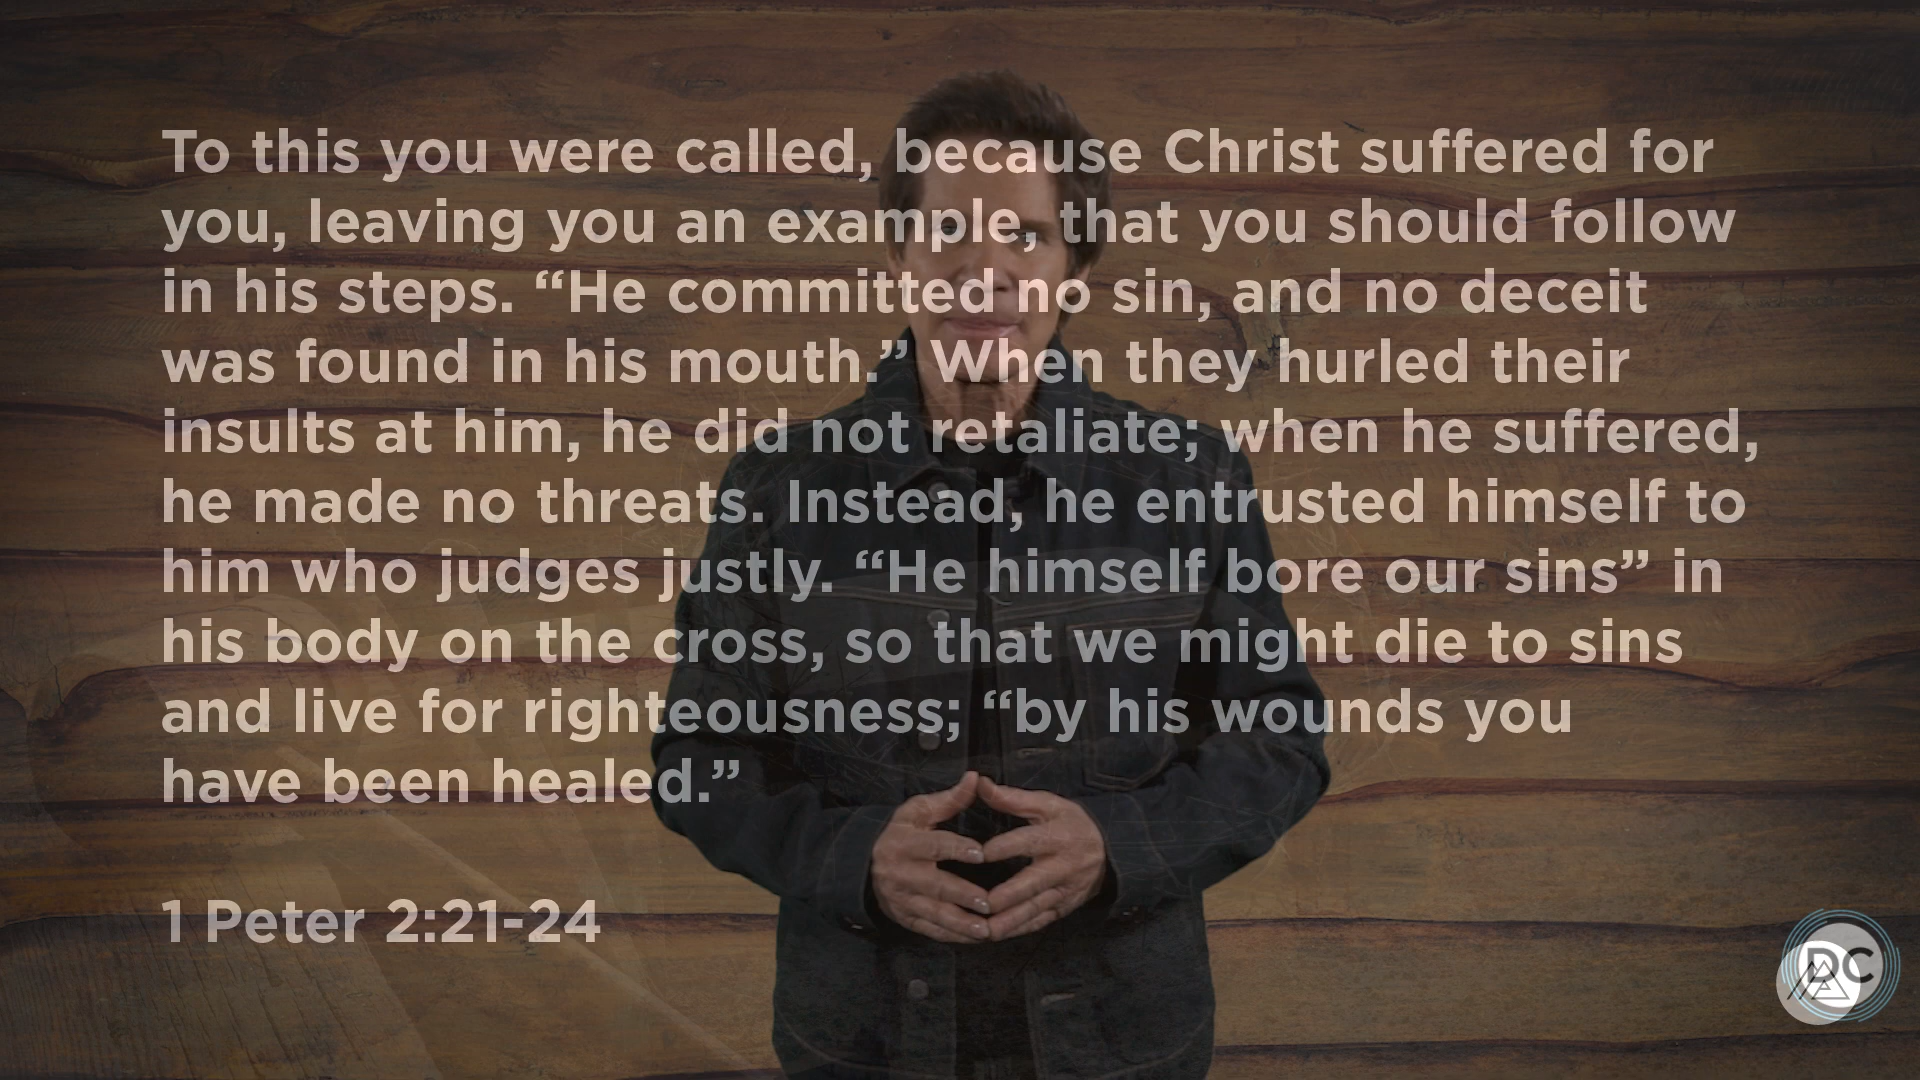 To this you were called, because Christ suffered for
you, leaving you an example, that you should follow
in his steps. “He committed no sin, and no deceit
was found in his mouth.” When they hurled their
insults at him, he did not retaliate; when he suffered,
he made no threats. Instead, he entrusted himself to
him who judges justly. “He himself bore our sins” in
his body on the cross, so that we might die to sins
and live for righteousness; “by his wounds you
have been healed.”
1 Peter 2:21-24
DC